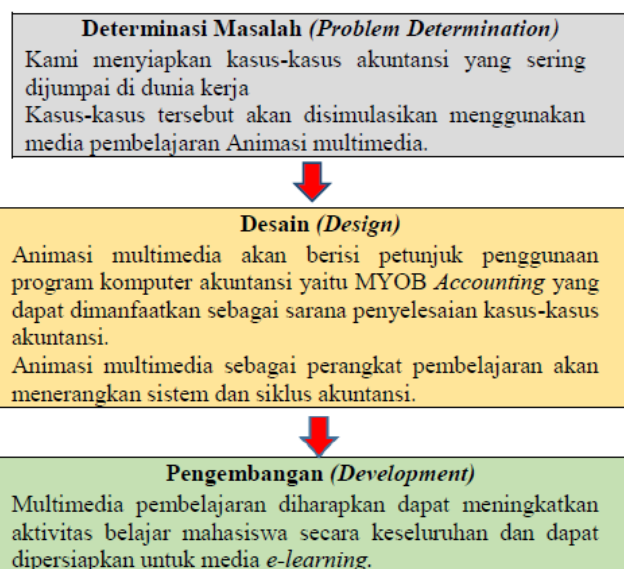 Determinasi Masalah (Problem Determination)
Kami menyiapkan kasus-kasus akuntansi yang sering
dijumpai di dunia kerja
Kasus-kasus tersebut akan disimulasikan menggunakan
media pembelajaran Animasi multimedia.
Desain (Design)
Animasi multimedia akan berisi petunjuk penggunaan
program komputer akuntansi yaitu MYOB Accounting yang
dapat dimanfaatkan sebagai sarana penyelesaian kasus-kasus
akuntansi.
Animasi multimedia sebagai perangkat pembelajaran akan
menerangkan sistem dan siklus akuntansi.
Pengembangan (Development)
Multimedia pembelajaran diharapkan dapat meningkatkan
aktivitas belajar mahasiswa secara keseluruhan dan dapat
dipersiapkan untuk media e-learning.